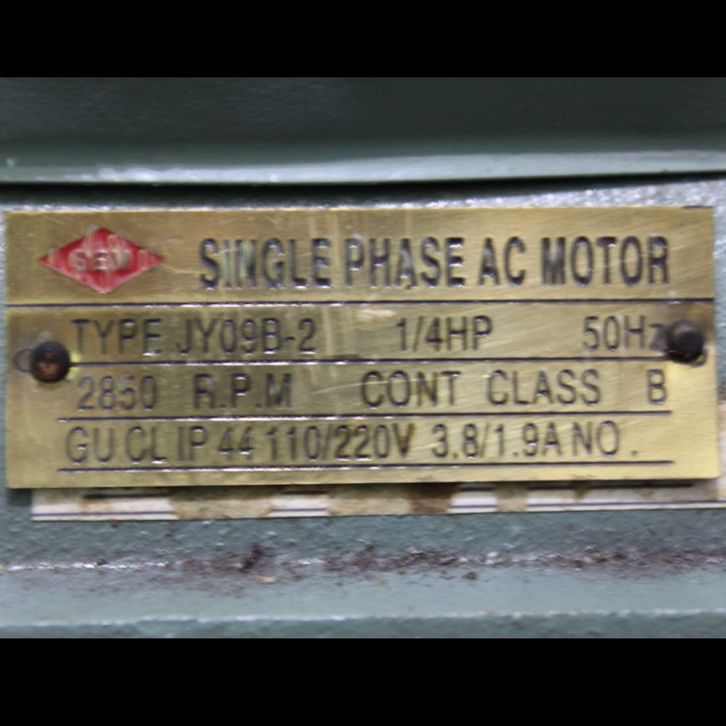 SEM SINGLE PHASE AC MOTOR
TYPE JY09B-2 1/4HP 50Hz
2850 R.P.M CONT CLASS B
GU CL IP 44 110/220V 3.8/1.9A NO.